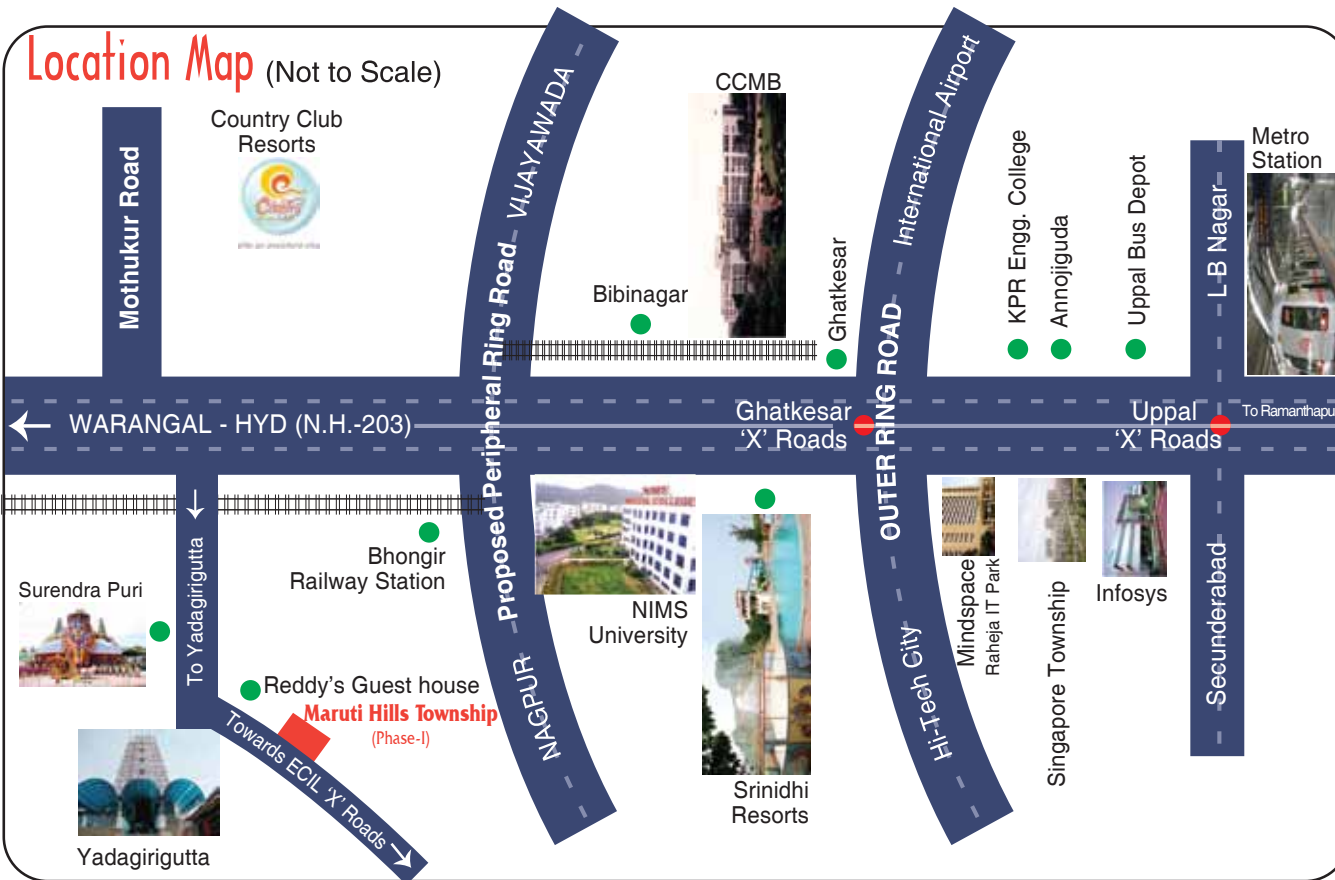 Location Map (Not to Scale)
Mothukur Road
Country Club
Resorts
Country
NAGPUR Proposed Peripheral Ring Road VIJAYAWADA
CCMB
Bibinagar
Ghatkesar
Hi-Tech City OUTER RING ROAD International Airport
KPR Engg. College
Annojiguda
Uppal Bus Depot
Secunderabad
L B Nagar
Metro
Station
WARANGAL - HYD (N.H.-203)
Ghatkesar
‘X’ Roads
Uppal
‘X’ Roads
To Ramanthapu
To Yadagirigutta
Bhongir
Railway Station
Surendra Puri
NIMS
University
Srinidhi
Resorts
Mindspace
Raheja IT Park
Singapore Township
Infosys
Reddy’s Guest house
Maruti Hills Township
(Phase-I)
Towards ECIL ‘X’ Roads
Yadagirigutta